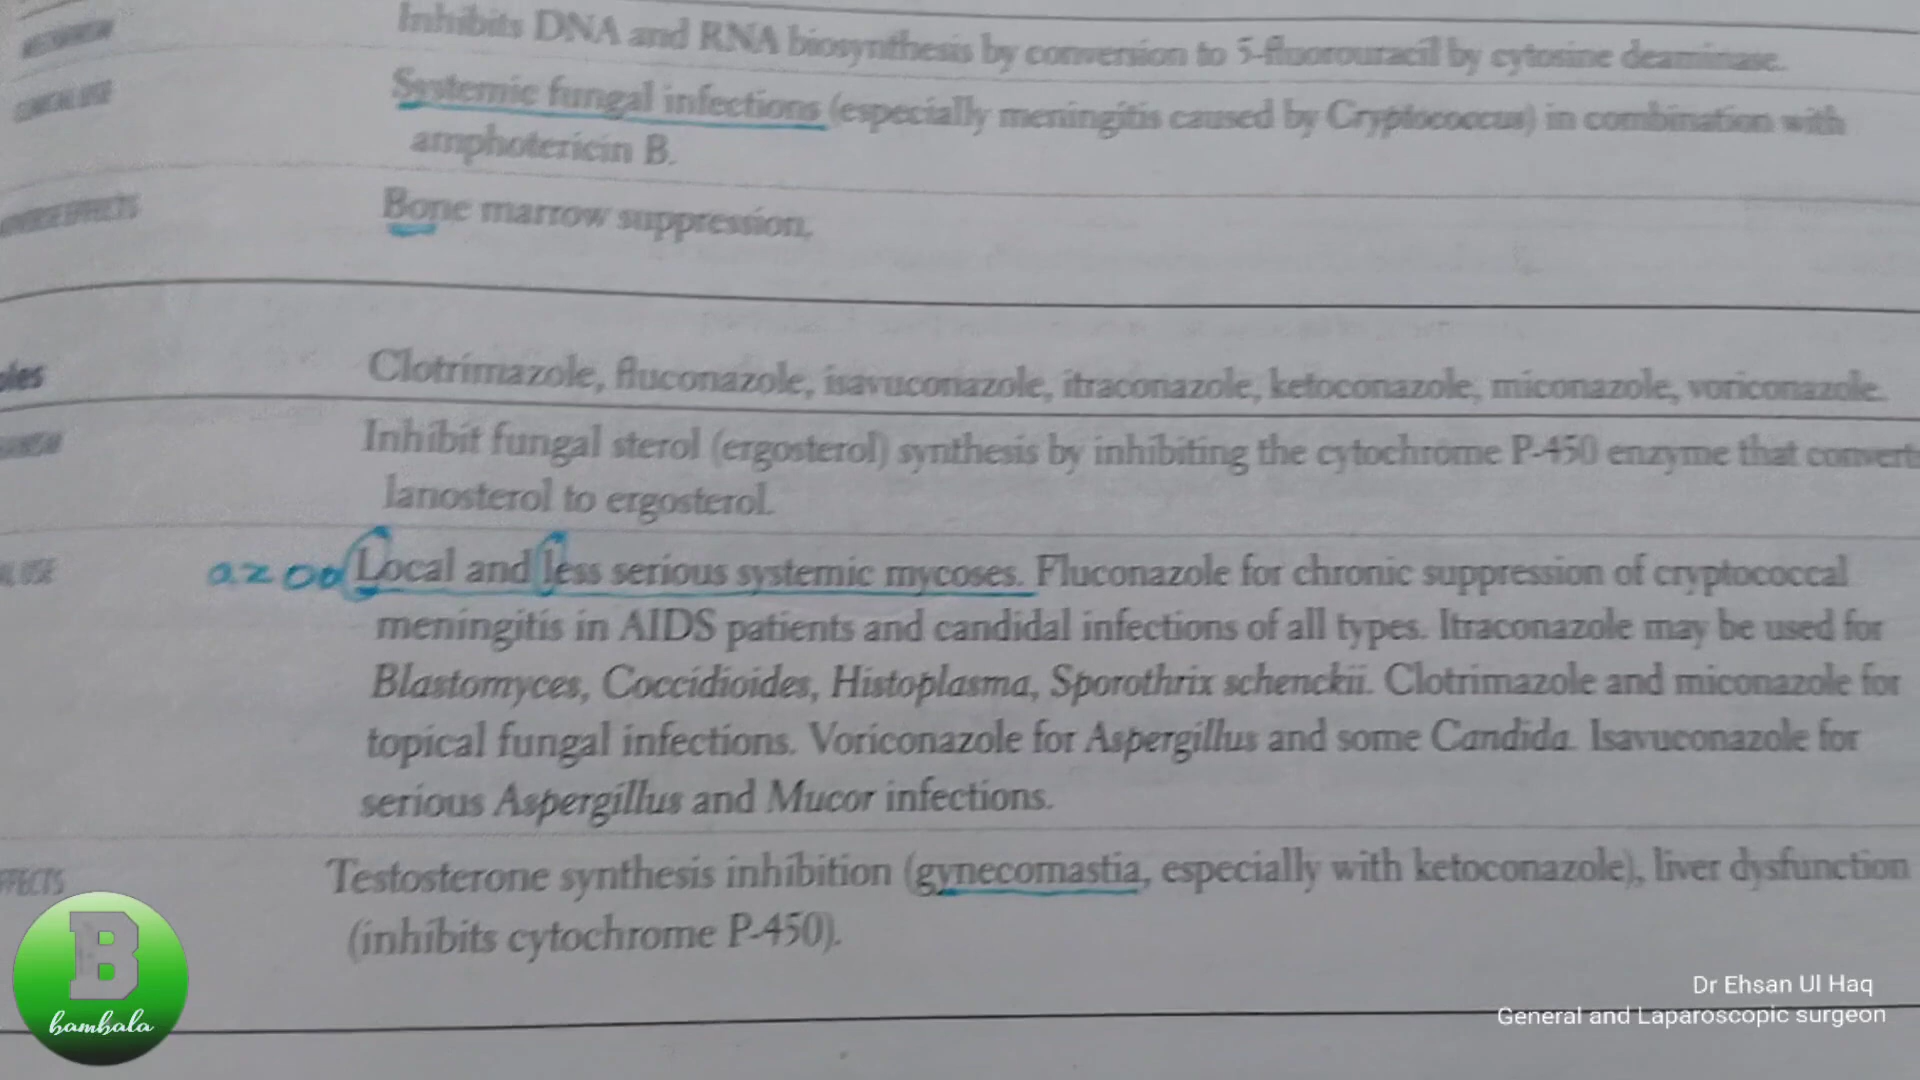 Inhibits DNA and RNA biosynthesis by conversion to 5-fluorouracil by cytosine deaminase.
CLINICAL USE Systemic fungal infections (especially meningitis caused by Cryptococcus) in combination with
amphotericin B.
EFFECTS Bone marrow suppression.
oles Clotrimazole, fluconazole, isavuconazole, itraconazole, ketoconazole, miconazole, voriconazole.
Inhibit fungal sterol (ergosterol) synthesis by inhibiting the cytochrome P-450 enzyme that convert
lanosterol to ergosterol.
USE Local and less serious systemic mycoses. Fluconazole for chronic suppression of cryptococcal
meningitis in AIDS patients and candidal infections of all types. Itraconazole may be used for
Blastomyces, Coccidioides, Histoplasma, Sporothrix schenckii. Clotrimazole and miconazole for
topical fungal infections. Voriconazole for Aspergillus and some Candida. Isavuconazole for
serious Aspergillus and Mucor infections.
FFECTS Testosterone synthesis inhibition (gynecomastia, especially with ketoconazole), liver dysfunction
(inhibits cytochrome P-450).
B
bambala
Dr Ehsan Ul Haq
General and Laparoscopic surgeon